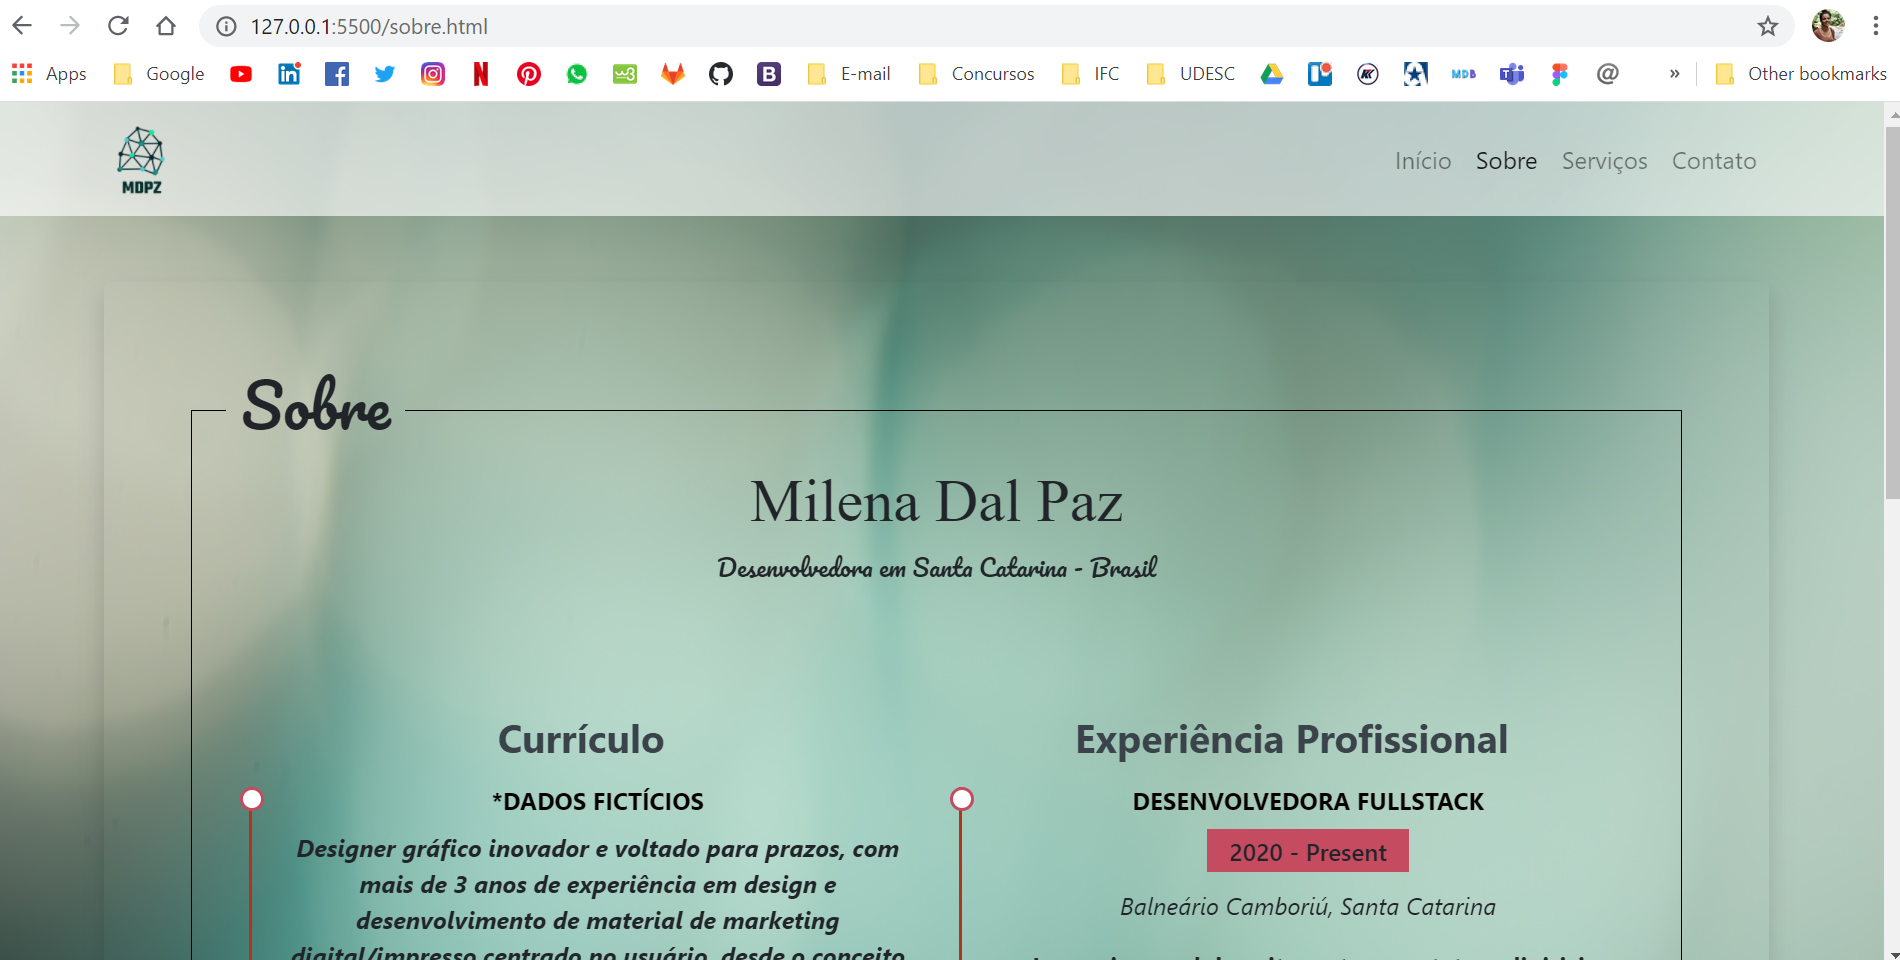 127.0.0.1:5500/sobre.html
Apps Google E-mail Concursos IFC UDESC MDB @ » Other bookmarks
MDPZ
Início Sobre Serviços Contato
Sobre
Milena Dal Paz
Desenvolvedora em Santa Catarina - Brasil
Currículo
*DADOS FICTÍCIOS
Designer gráfico inovador e voltado para prazos, com
mais de 3 anos de experiência em design e
desenvolvimento de material de marketing
digital/impresso centrado no usuário, desde o conceito
Experiência Profissional
DESENVOLVEDORA FULLSTACK
2020 - Present
Balneário Camboriú, Santa Catarina